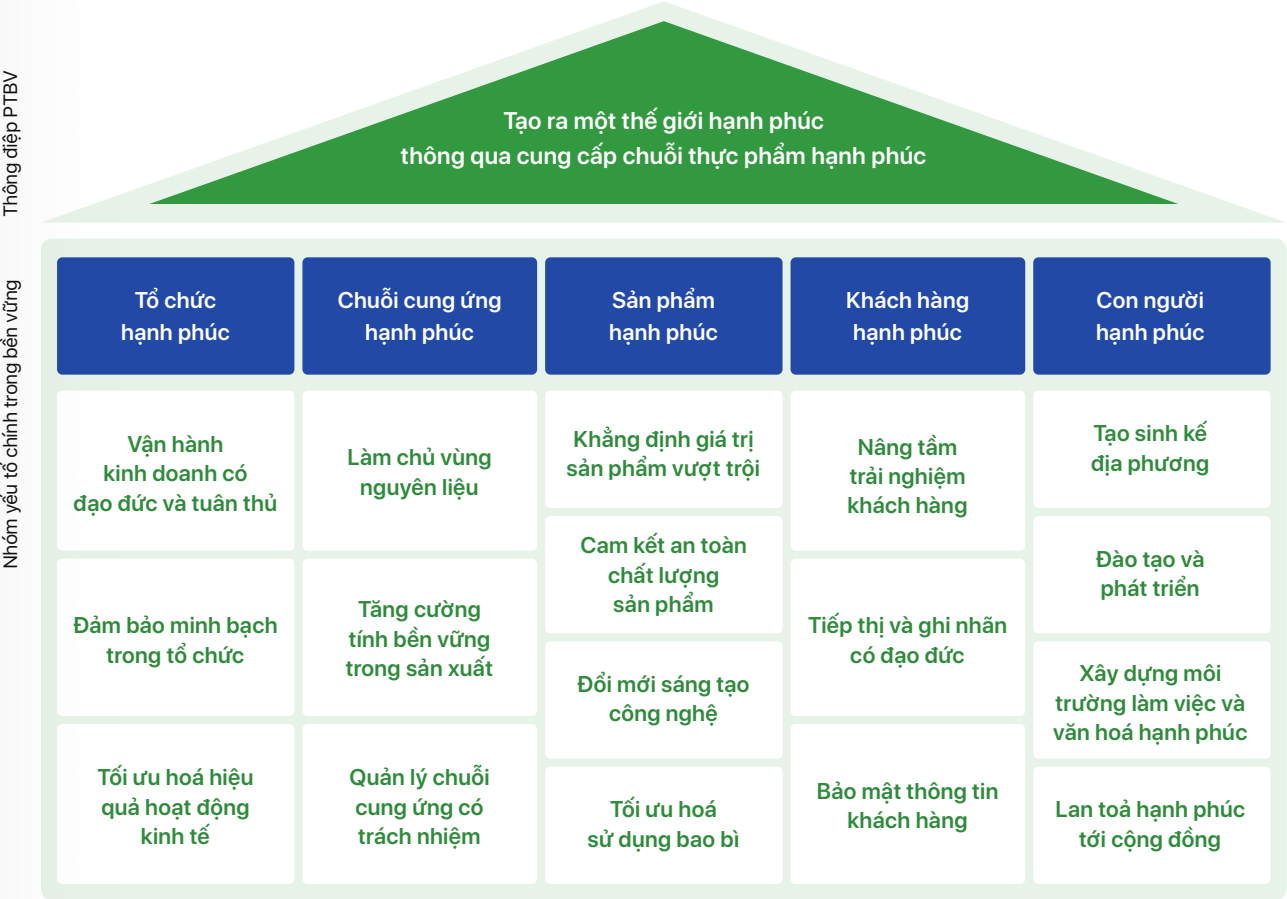 Thông điệp PTBV
Tạo ra một thế giới hạnh phúc
thông qua cung cấp chuỗi thực phẩm hạnh phúc
Nhóm yếu tố chính trong bền vững
Tổ chức
hạnh phúc
Vận hành
kinh doanh có
đạo đức và tuân thủ
Đảm bảo minh bạch
trong tổ chức
Tối ưu hoá hiệu
quả hoạt động
kinh tế
Chuỗi cung ứng
hạnh phúc
Làm chủ vùng
nguyên liệu
Tăng cường
tính bền vững
trong sản xuất
Quản lý chuỗi
cung ứng có
trách nhiệm
Sản phẩm
hạnh phúc
Khẳng định giá trị
sản phẩm vượt trội
Cam kết an toàn
chất lượng
sản phẩm
Đổi mới sáng tạo
công nghệ
Tối ưu hoá
sử dụng bao bì
Khách hàng
hạnh phúc
Nâng tầm
trải nghiệm
khách hàng
Tiếp thị và ghi nhãn
có đạo đức
Bảo mật thông tin
khách hàng
Con người
hạnh phúc
Tạo sinh kế
địa phương
Đào tạo và
phát triển
Xây dựng môi
trường làm việc và
văn hoá hạnh phúc
Lan toả hạnh phúc
tới cộng đồng